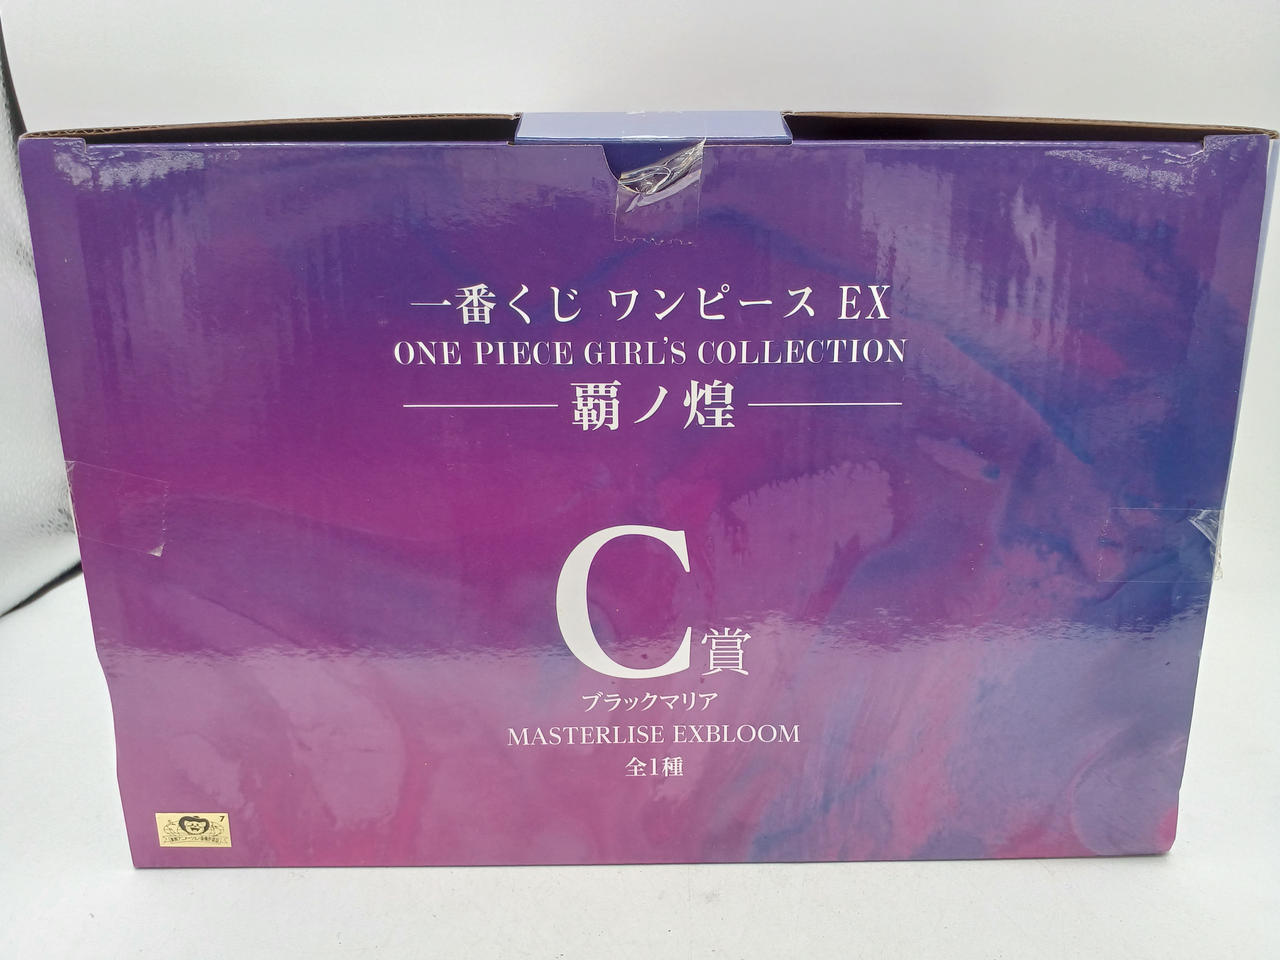 一番くじ ワンピース EX
ONE PIECE GIRL'S COLLECTION
覇ノ煌
C賞
ブラックマリア
MASTERLISE EXBLOOM
全1種
7